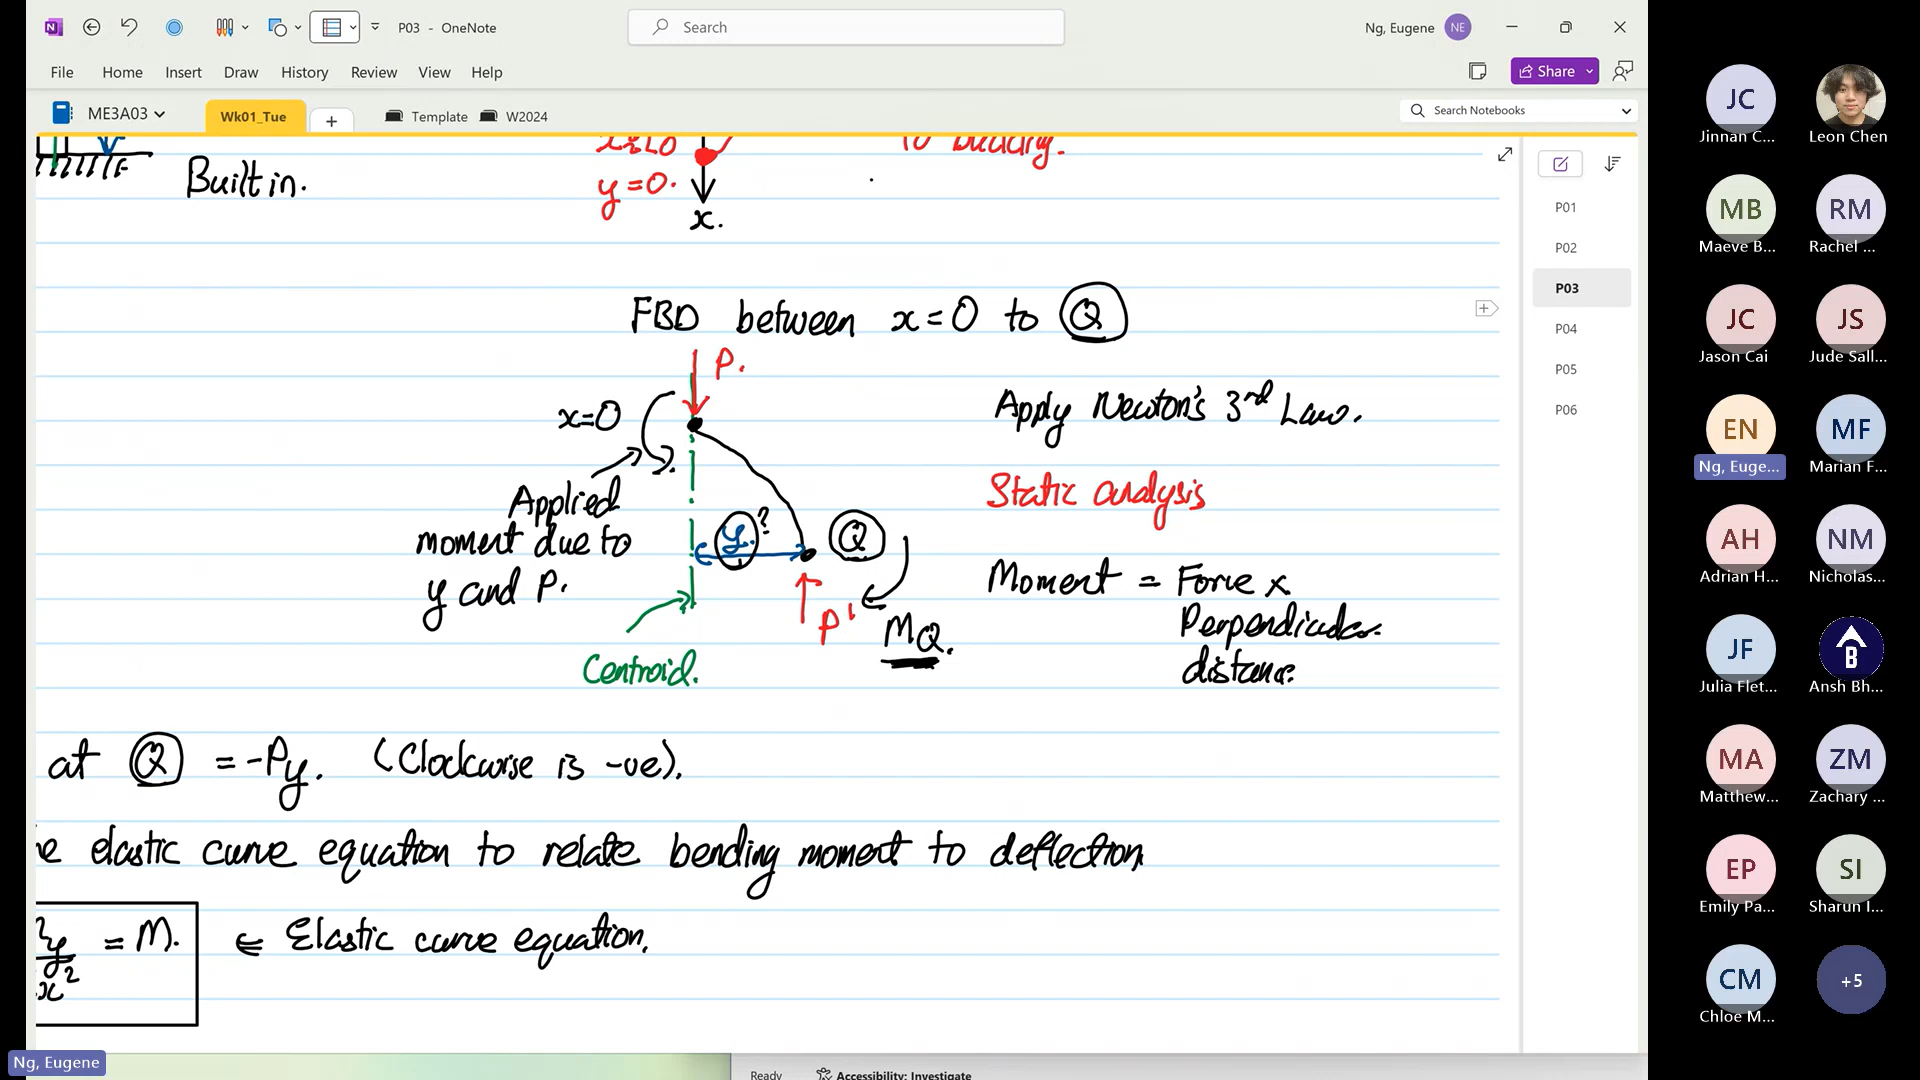 P03 - OneNote
Search
Ng, Eugene
NE
File Home Insert Draw History Review View Help
Share
ME3A03
Wk01_Tue
+
Template
W2024
Search Notebooks
P01
P02
P03
P04
P05
P06
Built in.
y=0.
x.
to buckling.
FBD between x=0 to Q
P.
x=0
Applied
moment due to
y and P.
y. ?
Q
P'
MQ.
Centroid.
Apply Newton's 3rd Law.
Static analysis
Moment = Force x
Perpendicular
distance.
at Q = -Py. (Clockwise is -ve).
elastic curve equation to relate bending moment to deflection
= M. ⇐ Elastic curve equation.
Ng, Eugene
Ready
Accessibility: Investigate
JC
Jinnan C...
Leon Chen
MB
Maeve B...
RM
Rachel ...
JC
Jason Cai
JS
Jude Sall...
EN
Ng, Euge...
MF
Marian F...
AH
Adrian H...
NM
Nicholas...
JF
Julia Flet...
B
Ansh Bh...
MA
Matthew...
ZM
Zachary ...
EP
Emily Pa...
SI
Sharun I...
CM
Chloe M...
+5